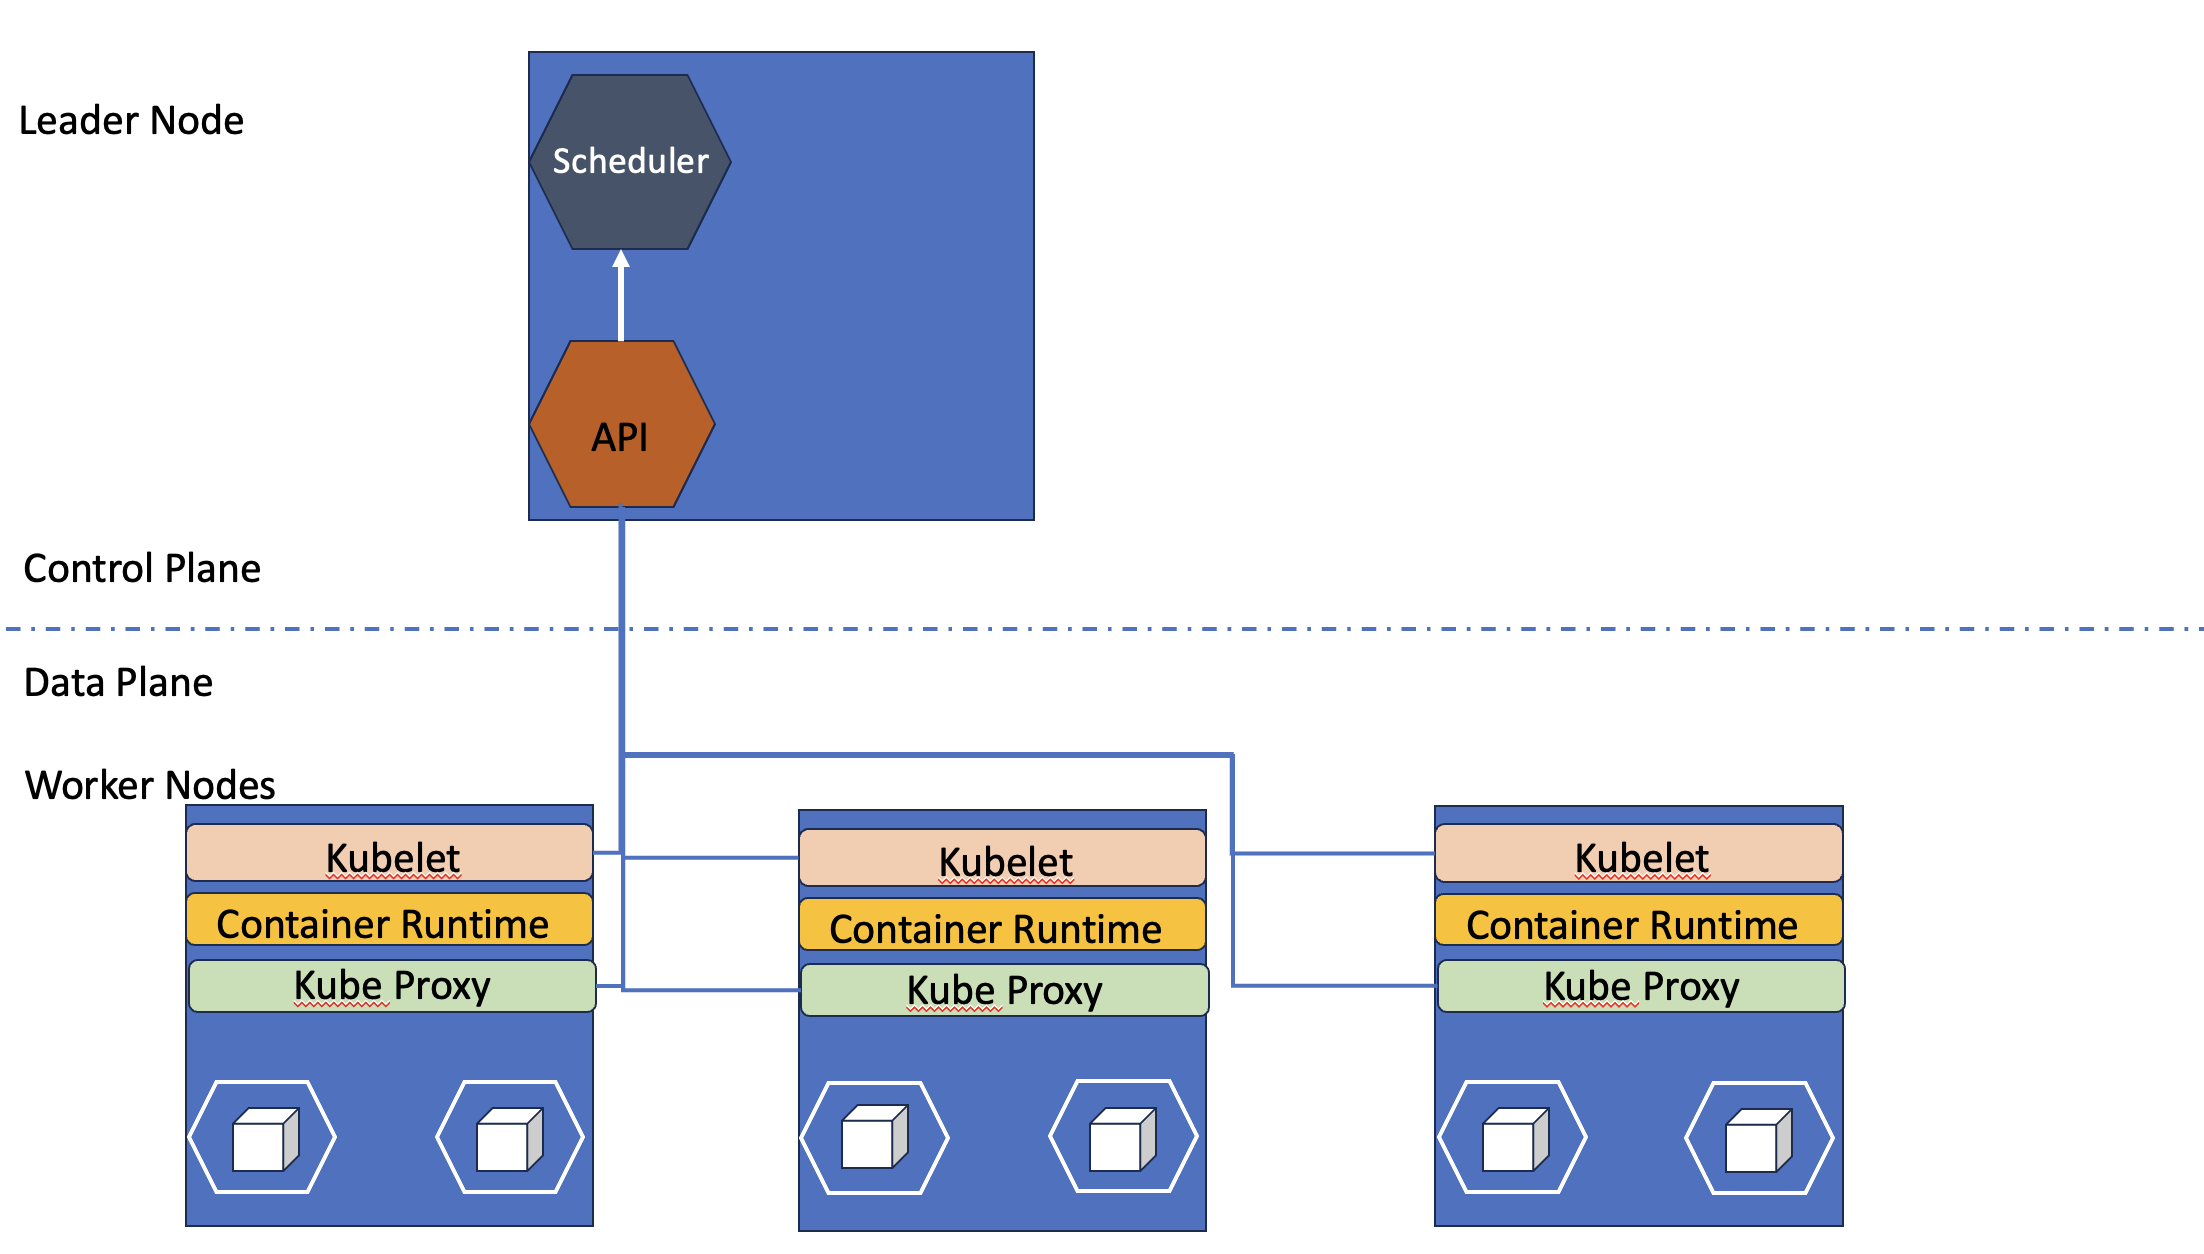 Leader Node
Scheduler
API
Control Plane
Data Plane
Worker Nodes
Kubelet
Container Runtime
Kube Proxy
Kubelet
Container Runtime
Kube Proxy
Kubelet
Container Runtime
Kube Proxy